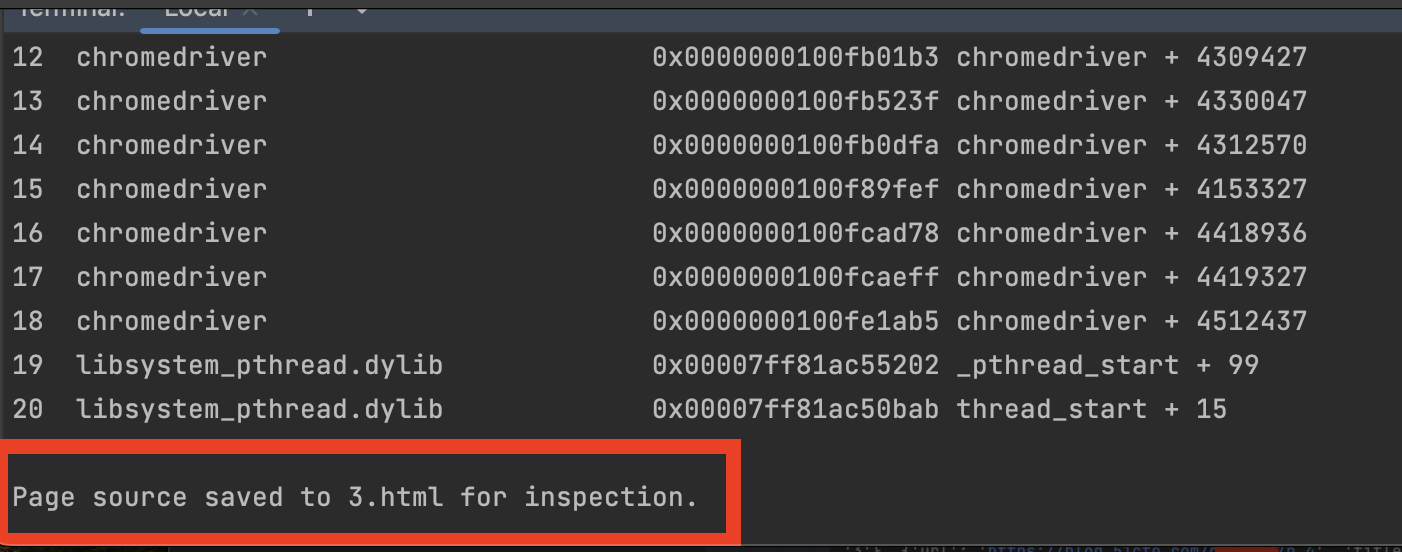 Terminal: Local
12 chromedriver 0x0000000100fb01b3 chromedriver + 4309427
13 chromedriver 0x0000000100fb523f chromedriver + 4330047
14 chromedriver 0x0000000100fb0dfa chromedriver + 4312570
15 chromedriver 0x0000000100f89fef chromedriver + 4153327
16 chromedriver 0x0000000100fcad78 chromedriver + 4418936
17 chromedriver 0x0000000100fcaeff chromedriver + 4419327
18 chromedriver 0x0000000100fe1ab5 chromedriver + 4512437
19 libsystem_pthread.dylib 0x00007ff81ac55202 _pthread_start + 99
20 libsystem_pthread.dylib 0x00007ff81ac50bab thread_start + 15
Page source saved to 3.html for inspection.